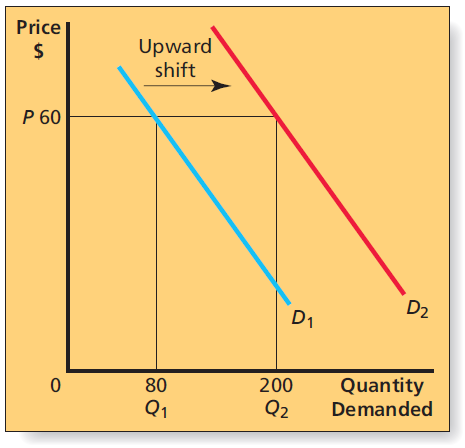 Price
$
Upward
shift
P 60
D1
D2
0
80
200
Quantity
Q1
Q2
Demanded